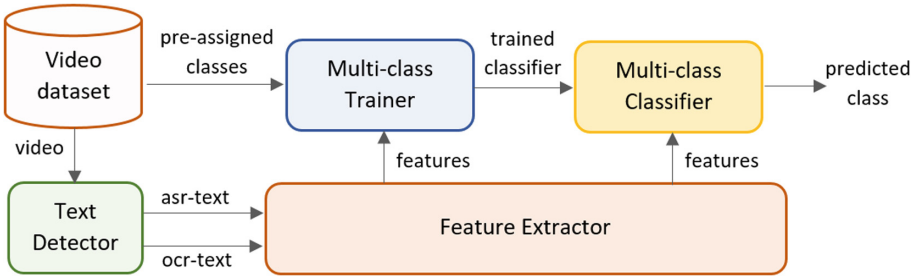 Video
dataset
pre-assigned
classes
Multi-class
Trainer
trained
classifier
Multi-class
Classifier
predicted
class
video
features
features
Text
Detector
asr-text
ocr-text
Feature Extractor